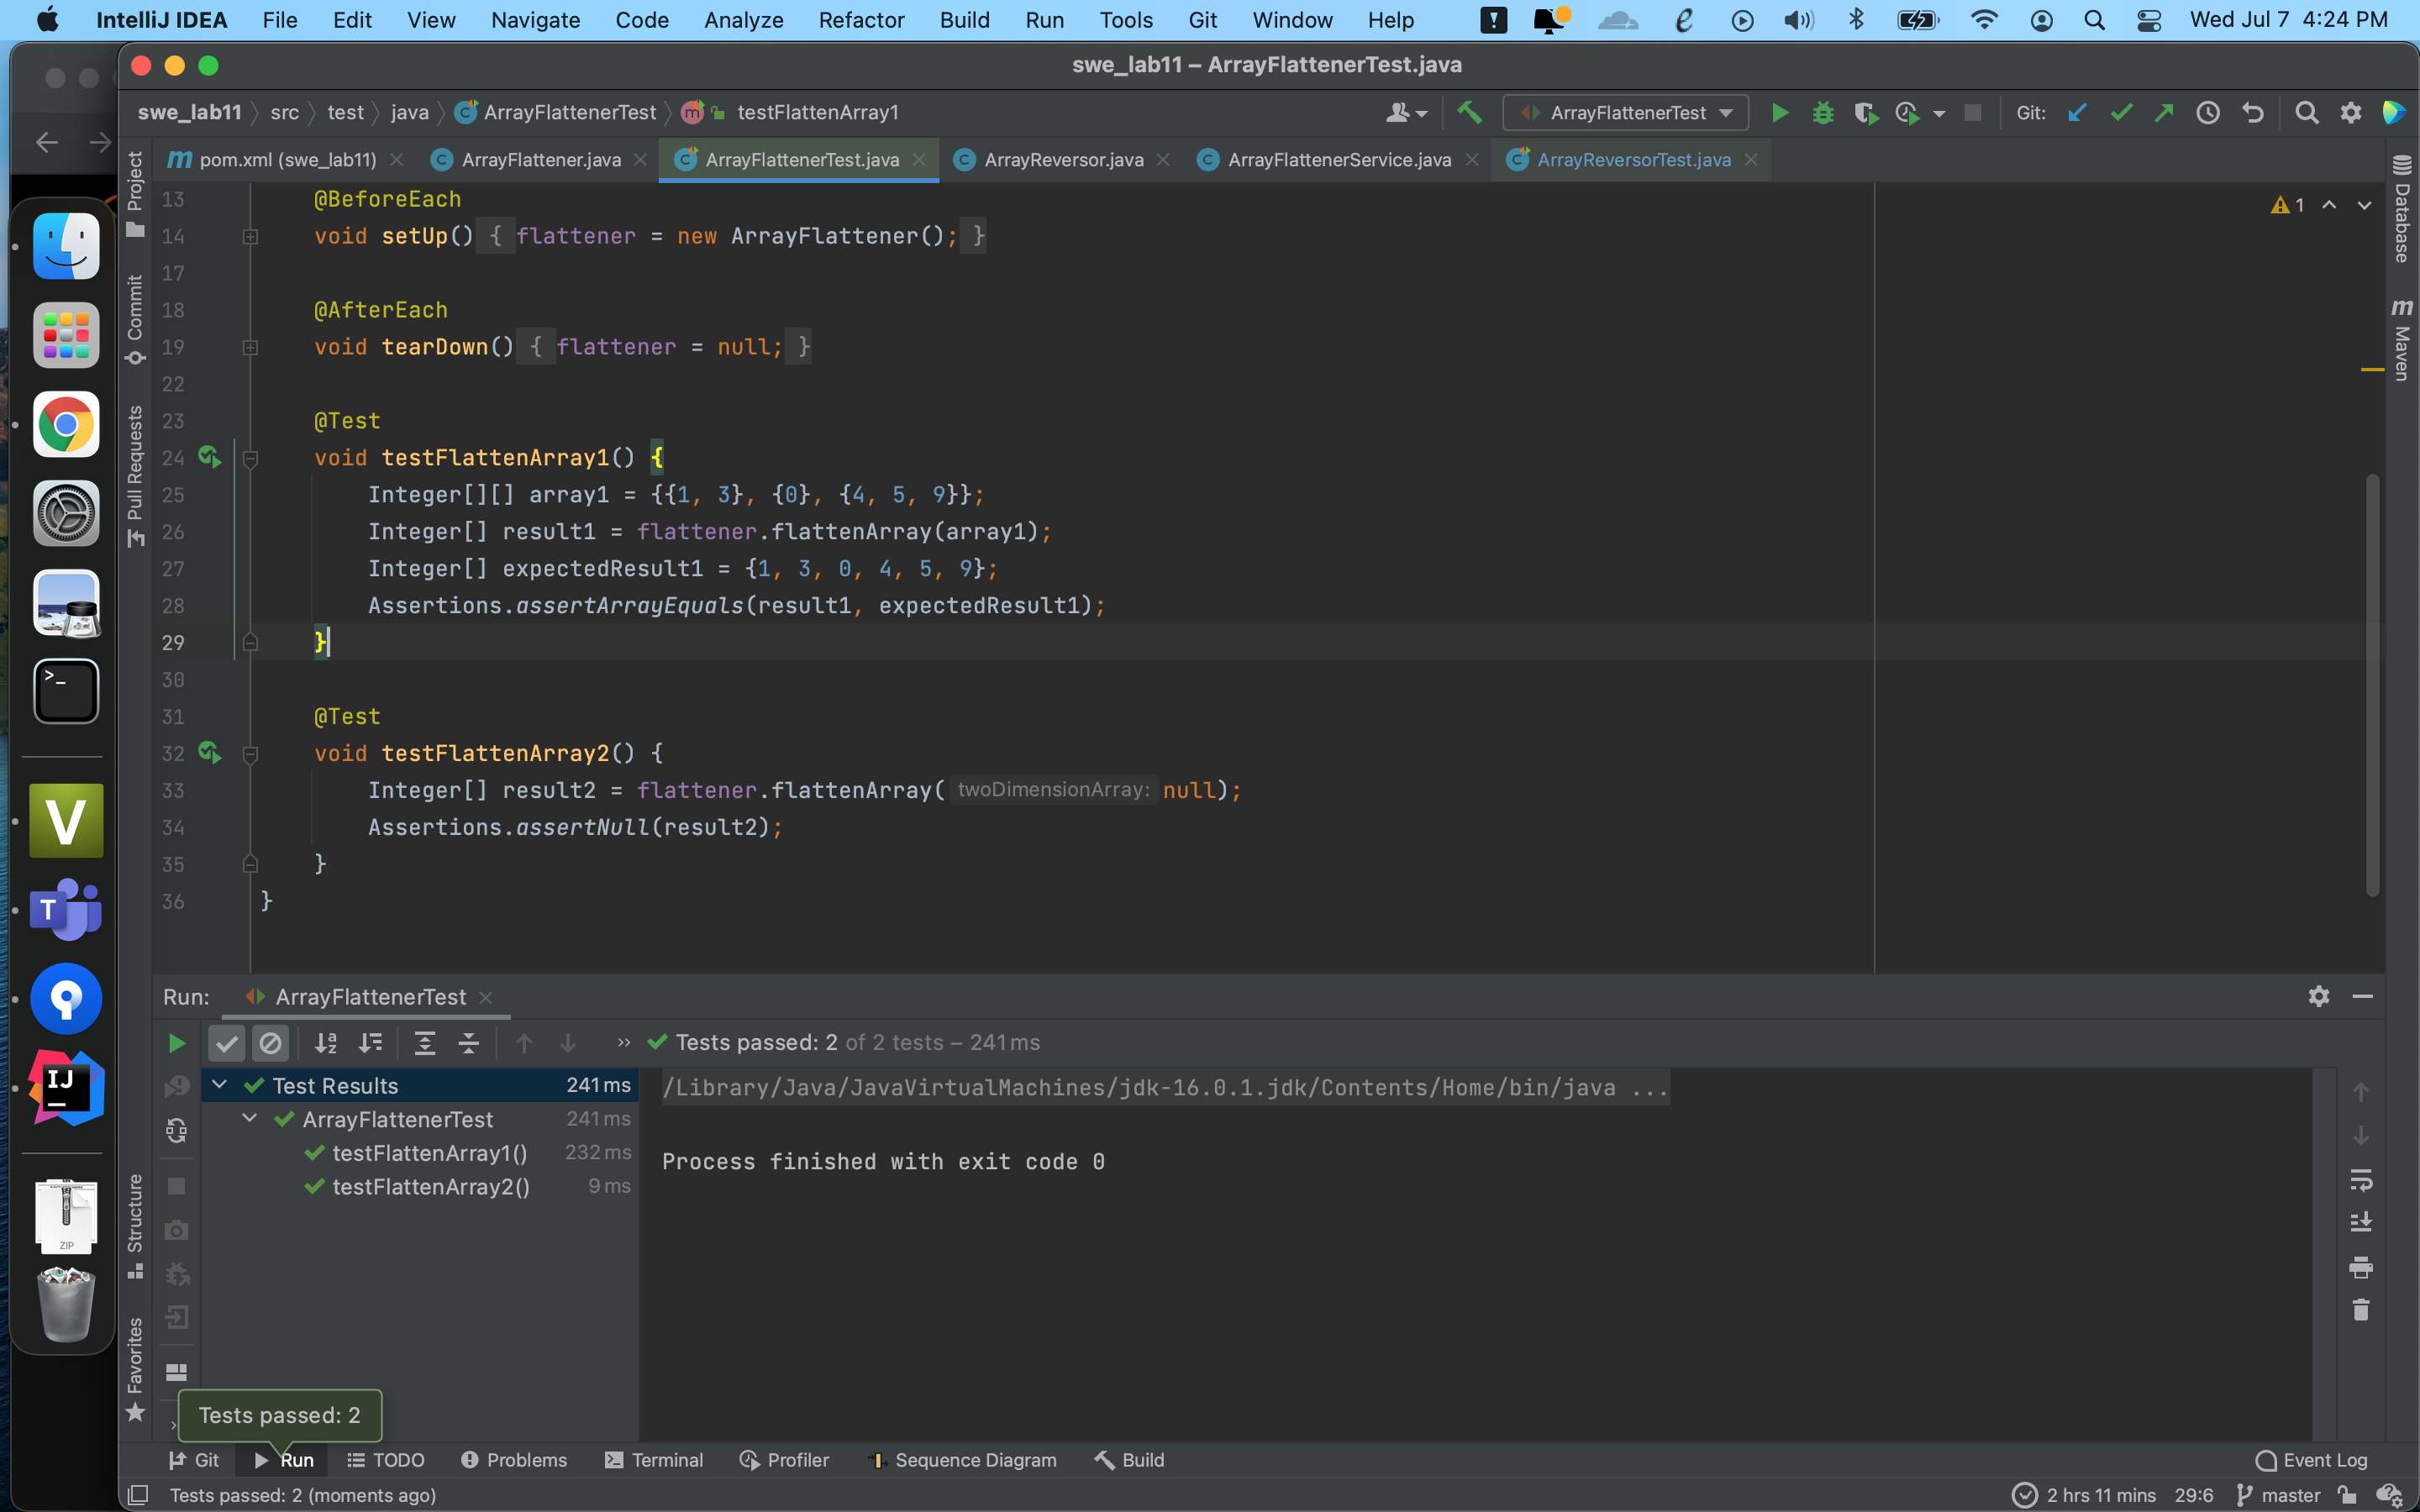 IntelliJ IDEA File Edit View Navigate Code Analyze Refactor Build Run Tools Git Window Help Wed Jul 7 4:24 PM
swe_lab11 – ArrayFlattenerTest.java
swe_lab11 src test java ArrayFlattenerTest testFlattenArray1 ArrayFlattenerTest Git:
pom.xml (swe_lab11) ArrayFlattener.java ArrayFlattenerTest.java ArrayReversor.java ArrayFlattenerService.java ArrayReversorTest.java
Project
Commit
Pull Requests
Structure
Favorites
Database
Maven
1
13 @BeforeEach
14 void setUp() { flattener = new ArrayFlattener(); }
17
18 @AfterEach
19 void tearDown() { flattener = null; }
22
23 @Test
24 void testFlattenArray1() {
25 Integer[][] array1 = {{1, 3}, {0}, {4, 5, 9}};
26 Integer[] result1 = flattener.flattenArray(array1);
27 Integer[] expectedResult1 = {1, 3, 0, 4, 5, 9};
28 Assertions.assertArrayEquals(result1, expectedResult1);
29 }
30
31 @Test
32 void testFlattenArray2() {
33 Integer[] result2 = flattener.flattenArray( twoDimensionArray: null);
34 Assertions.assertNull(result2);
35 }
36 }
Run: ArrayFlattenerTest
Tests passed: 2 of 2 tests – 241 ms
Test Results 241 ms
ArrayFlattenerTest 241 ms
testFlattenArray1() 232 ms
testFlattenArray2() 9 ms
/Library/Java/JavaVirtualMachines/jdk-16.0.1.jdk/Contents/Home/bin/java ...
Process finished with exit code 0
ZIP
Tests passed: 2
Git Run TODO Problems Terminal Profiler Sequence Diagram Build Event Log
Tests passed: 2 (moments ago) 2 hrs 11 mins 29:6 master